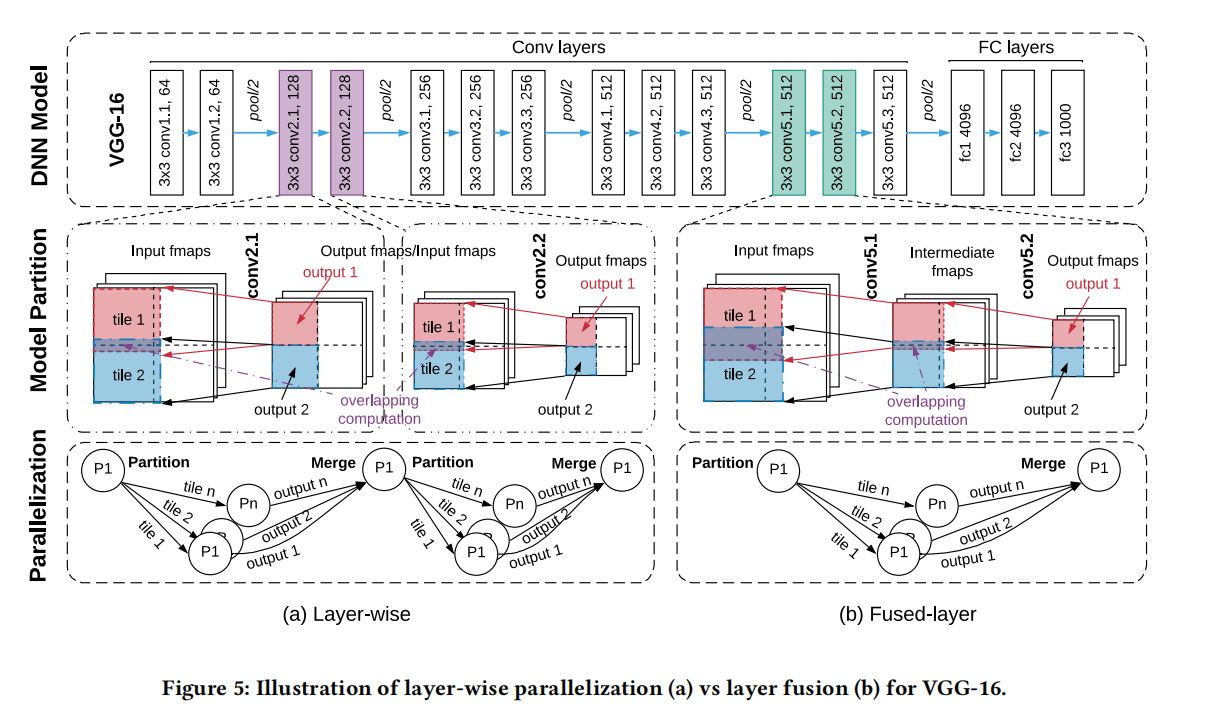 Conv layers
FC layers
DNN Model
VGG-16
3x3 conv1.1, 64
3x3 conv1.2, 64
pool/2
3x3 conv2.1, 128
3x3 conv2.2, 128
pool/2
3x3 conv3.1, 256
3x3 conv3.2, 256
3x3 conv3.3, 256
pool/2
3x3 conv4.1, 512
3x3 conv4.2, 512
3x3 conv4.3, 512
pool/2
3x3 conv5.1, 512
3x3 conv5.2, 512
3x3 conv5.3, 512
pool/2
fc1 4096
fc2 4096
fc3 1000
Model Partition
Input fmaps
conv2.1
Output fmaps/Input fmaps
output 1
tile 1
tile 2
output 2
overlapping
computation
conv2.2
Output fmaps
output 1
tile 1
tile 2
output 2
Input fmaps
conv5.1
Intermediate
fmaps
conv5.2
Output fmaps
output 1
tile 1
tile 2
overlapping
computation
output 2
Parallelization
P1
Partition
tile n
tile 2
tile 1
Pn
P1
output n
output 2
output 1
Merge
P1
Partition
tile n
tile 2
tile 1
Pn
P1
output n
output 2
output 1
Merge
P1
Partition
P1
tile n
tile 2
tile 1
Pn
P1
output n
output 2
output 1
Merge
P1
(a) Layer-wise
(b) Fused-layer
Figure 5: Illustration of layer-wise parallelization (a) vs layer fusion (b) for VGG-16.